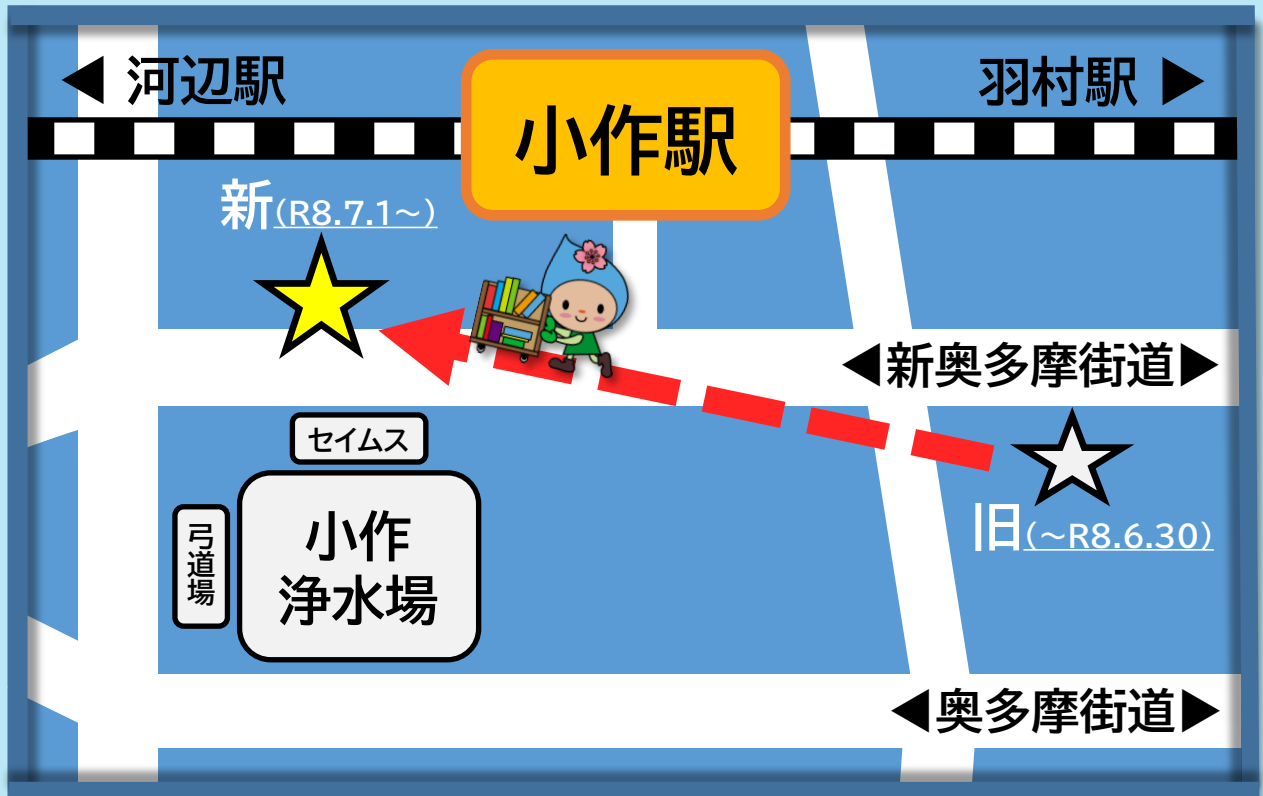 ◀ 河辺駅
小作駅
羽村駅 ▶
新(R8.7.1~)
◀新奥多摩街道▶
セイムス
弓道場
小作
浄水場
旧(~R8.6.30)
◀奥多摩街道▶